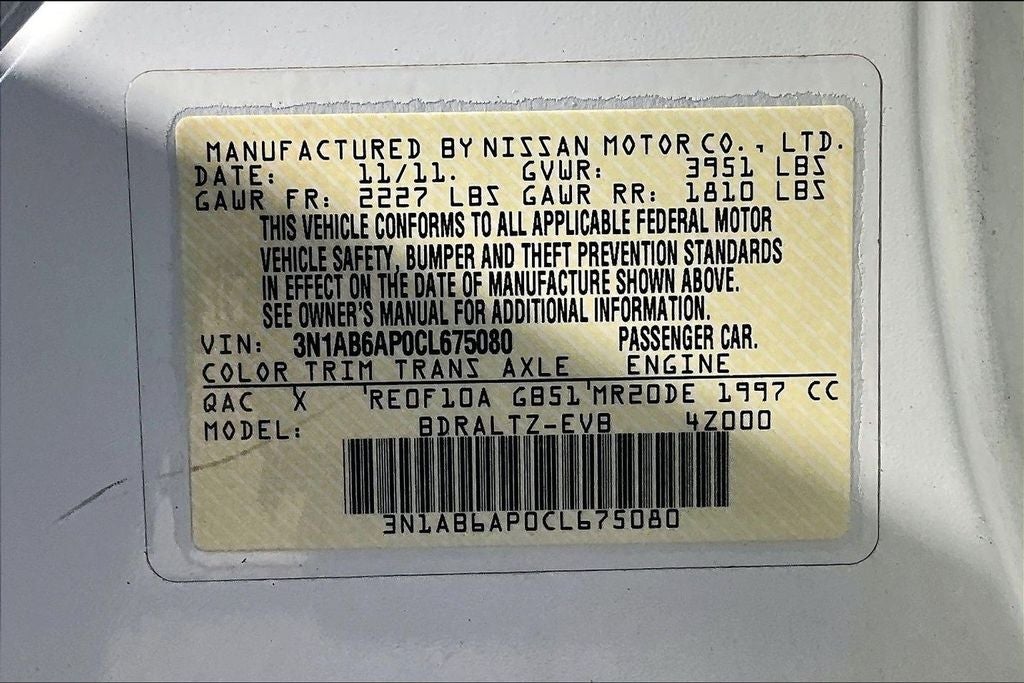 MANUFACTURED BY NISSAN MOTOR CO., LTD.
DATE: 11/11. GVWR: 3951 LBS
GAWR FR: 2227 LBS GAWR RR: 1810 LBS
THIS VEHICLE CONFORMS TO ALL APPLICABLE FEDERAL MOTOR
VEHICLE SAFETY, BUMPER AND THEFT PREVENTION STANDARDS
IN EFFECT ON THE DATE OF MANUFACTURE SHOWN ABOVE.
SEE OWNER'S MANUAL FOR ADDITIONAL INFORMATION.
VIN: 3N1AB6AP0CL675080 PASSENGER CAR.
COLOR TRIM TRANS AXLE ENGINE
QAC X 'RE0F10A GB51'MR20DE 1997 CC
MODEL: BDRALTZ-EVB 4Z000
3N1AB6AP0CL675080